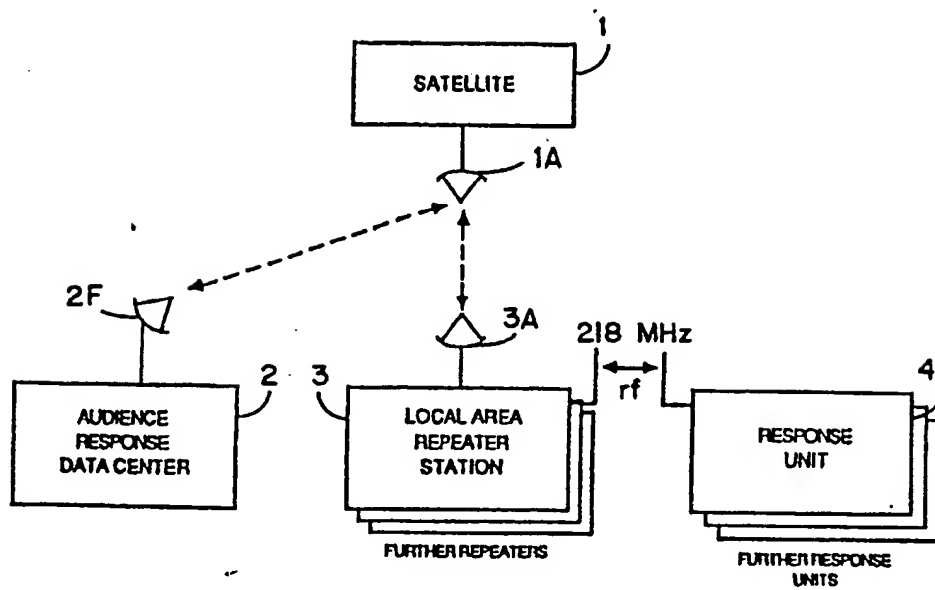 1
SATELLITE
1A
2F
3A
218 MHz
rf
2
3
4
AUDIENCE
RESPONSE
DATA CENTER
LOCAL AREA
REPEATER
STATION
RESPONSE
UNIT
FURTHER REPEATERS
FURTHER RESPONSE
UNITS